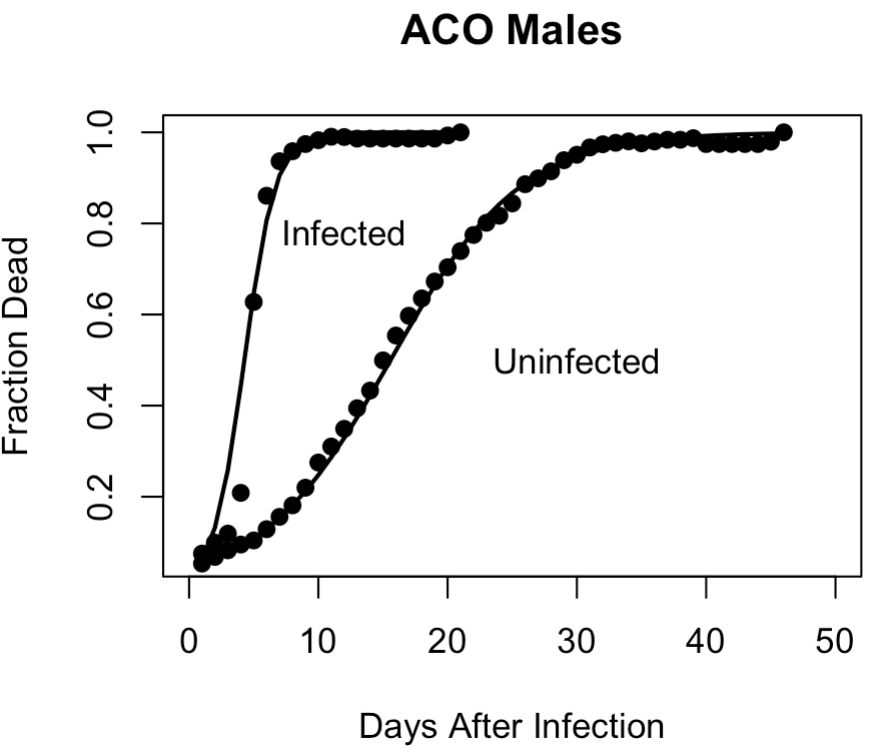 ACO Males
Fraction Dead
1.0
0.8
0.6
0.4
0.2
Infected
Uninfected
0 10 20 30 40 50
Days After Infection